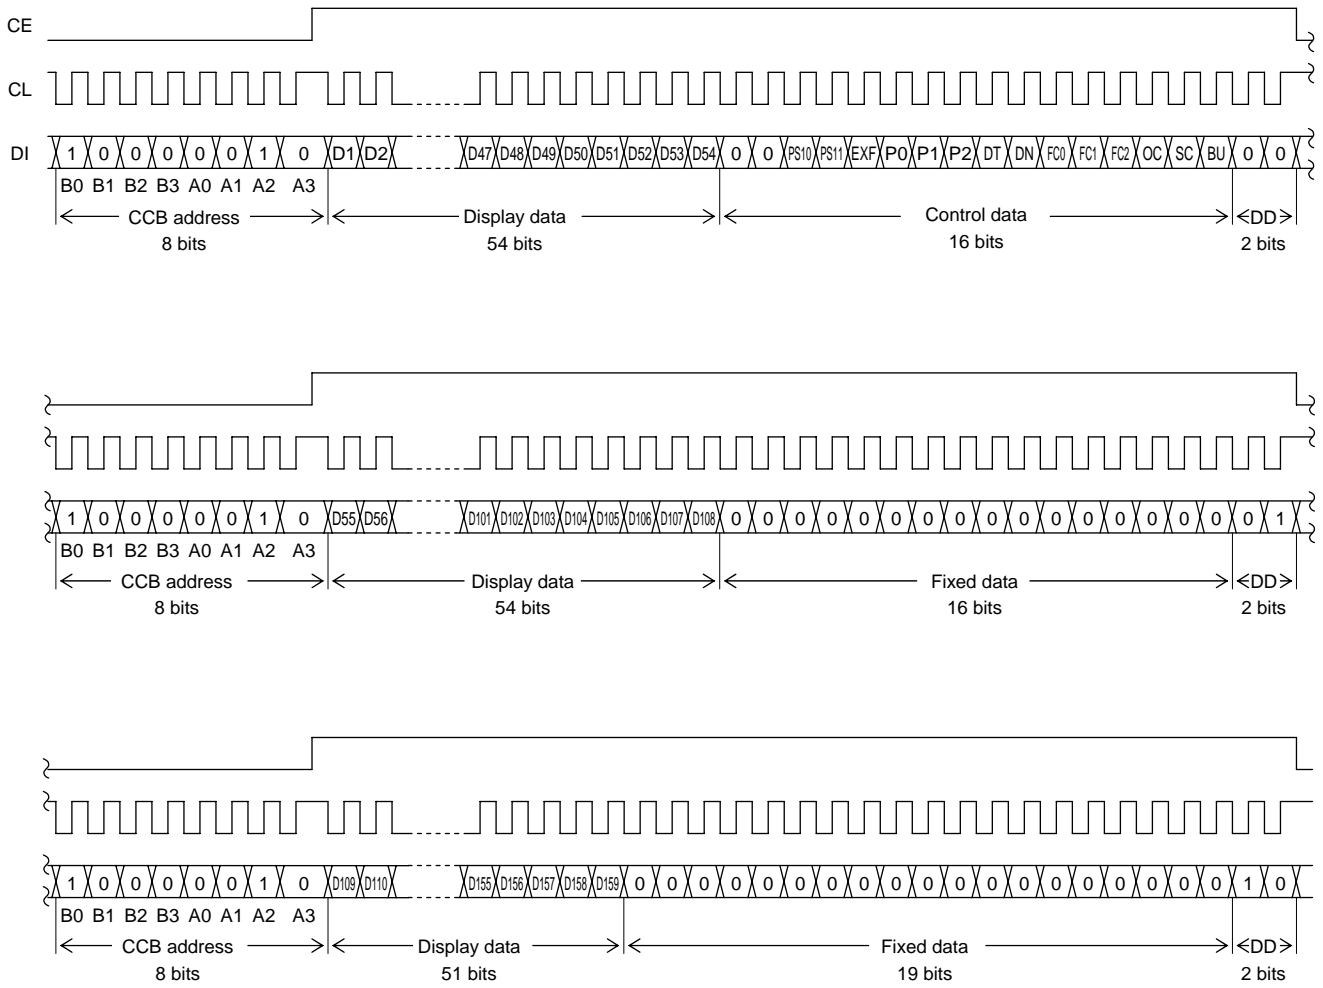 CE
CL
DI 1 0 0 0 0 0 1 0 D1 D2 D47 D48 D49 D50 D51 D52 D53 D54 0 0 PS10 PS11 EXF P0 P1 P2 DT DN FC0 FC1 FC2 OC SC BU 0 0
B0 B1 B2 B3 A0 A1 A2 A3
CCB address Display data Control data DD
8 bits 54 bits 16 bits 2 bits
1 0 0 0 0 0 1 0 D55 D56 D101 D102 D103 D104 D105 D106 D107 D108 0 0 0 0 0 0 0 0 0 0 0 0 0 0 0 0 0 1
B0 B1 B2 B3 A0 A1 A2 A3
CCB address Display data Fixed data DD
8 bits 54 bits 16 bits 2 bits
1 0 0 0 0 0 1 0 D109 D110 D155 D156 D157 D158 D159 0 0 0 0 0 0 0 0 0 0 0 0 0 0 0 0 0 0 0 1 0
B0 B1 B2 B3 A0 A1 A2 A3
CCB address Display data Fixed data DD
8 bits 51 bits 19 bits 2 bits